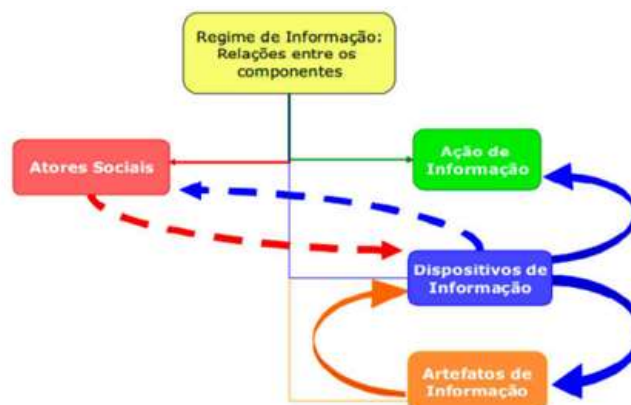 Regime de Informação:
Relações entre os
componentes
Atores Sociais
Ação de
Informação
Dispositivos de
Informação
Artefatos de
Informação